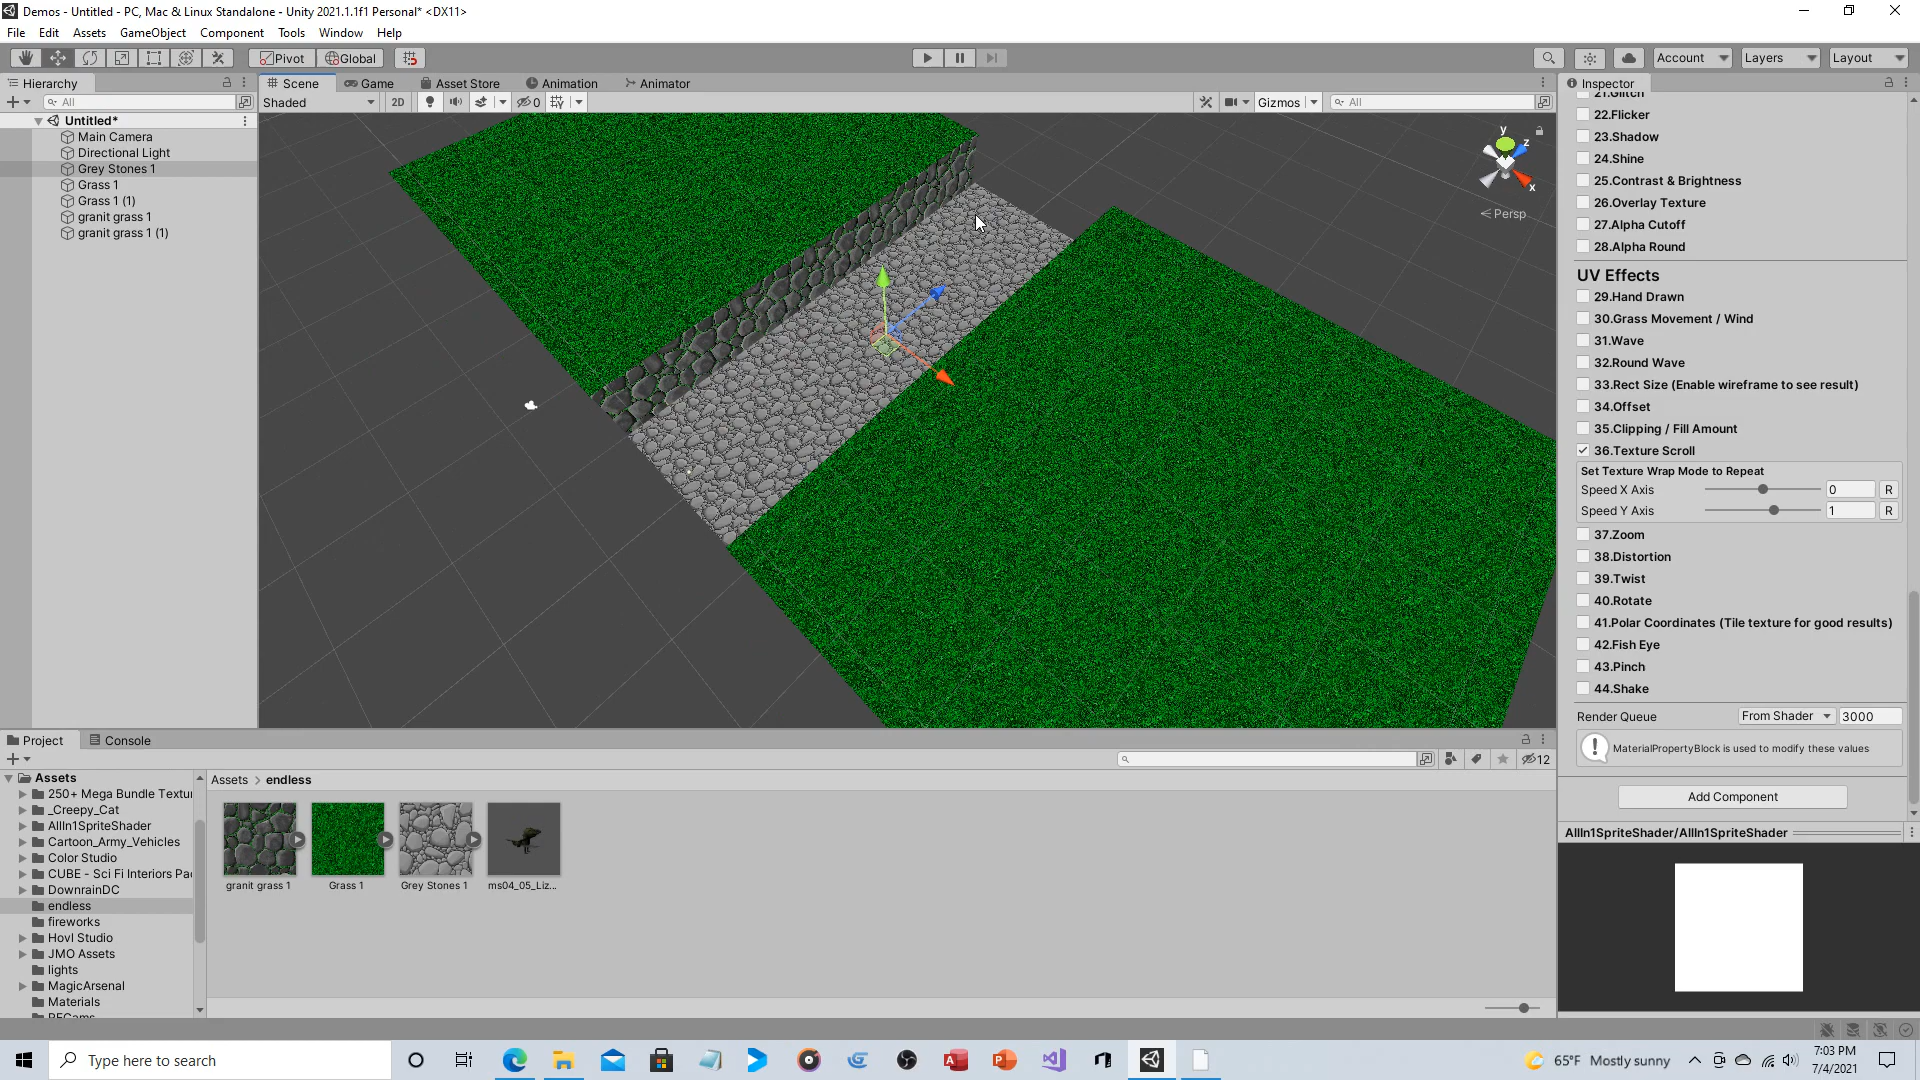 Demos - Untitled - PC, Mac & Linux Standalone - Unity 2021.1.1f1 Personal* <DX11>
File Edit Assets GameObject Component Tools Window Help
Pivot Global Account Layers Layout
Hierarchy
All
Untitled*
Main Camera
Directional Light
Grey Stones 1
Grass 1
Grass 1 (1)
granit grass 1
granit grass 1 (1)
Scene Game Asset Store Animation Animator
Shaded 2D 0 Gizmos All
y
z
x
Persp
Inspector
21.Glitch
22.Flicker
23.Shadow
24.Shine
25.Contrast & Brightness
26.Overlay Texture
27.Alpha Cutoff
28.Alpha Round
UV Effects
29.Hand Drawn
30.Grass Movement / Wind
31.Wave
32.Round Wave
33.Rect Size (Enable wireframe to see result)
34.Offset
35.Clipping / Fill Amount
36.Texture Scroll
Set Texture Wrap Mode to Repeat
Speed X Axis 0 R
Speed Y Axis 1 R
37.Zoom
38.Distortion
39.Twist
40.Rotate
41.Polar Coordinates (Tile texture for good results)
42.Fish Eye
43.Pinch
44.Shake
Render Queue From Shader 3000
MaterialPropertyBlock is used to modify these values
Add Component
AllIn1SpriteShader/AllIn1SpriteShader
Project Console
12
Assets
250+ Mega Bundle Textur
_Creepy_Cat
AllIn1SpriteShader
Cartoon_Army_Vehicles
Color Studio
CUBE - Sci Fi Interiors Pa
DownrainDC
endless
fireworks
Hovl Studio
JMO Assets
lights
MagicArsenal
Materials
Assets > endless
granit grass 1 Grass 1 Grey Stones 1 ms04_05_Liz...
Type here to search
65°F Mostly sunny
7:03 PM
7/4/2021